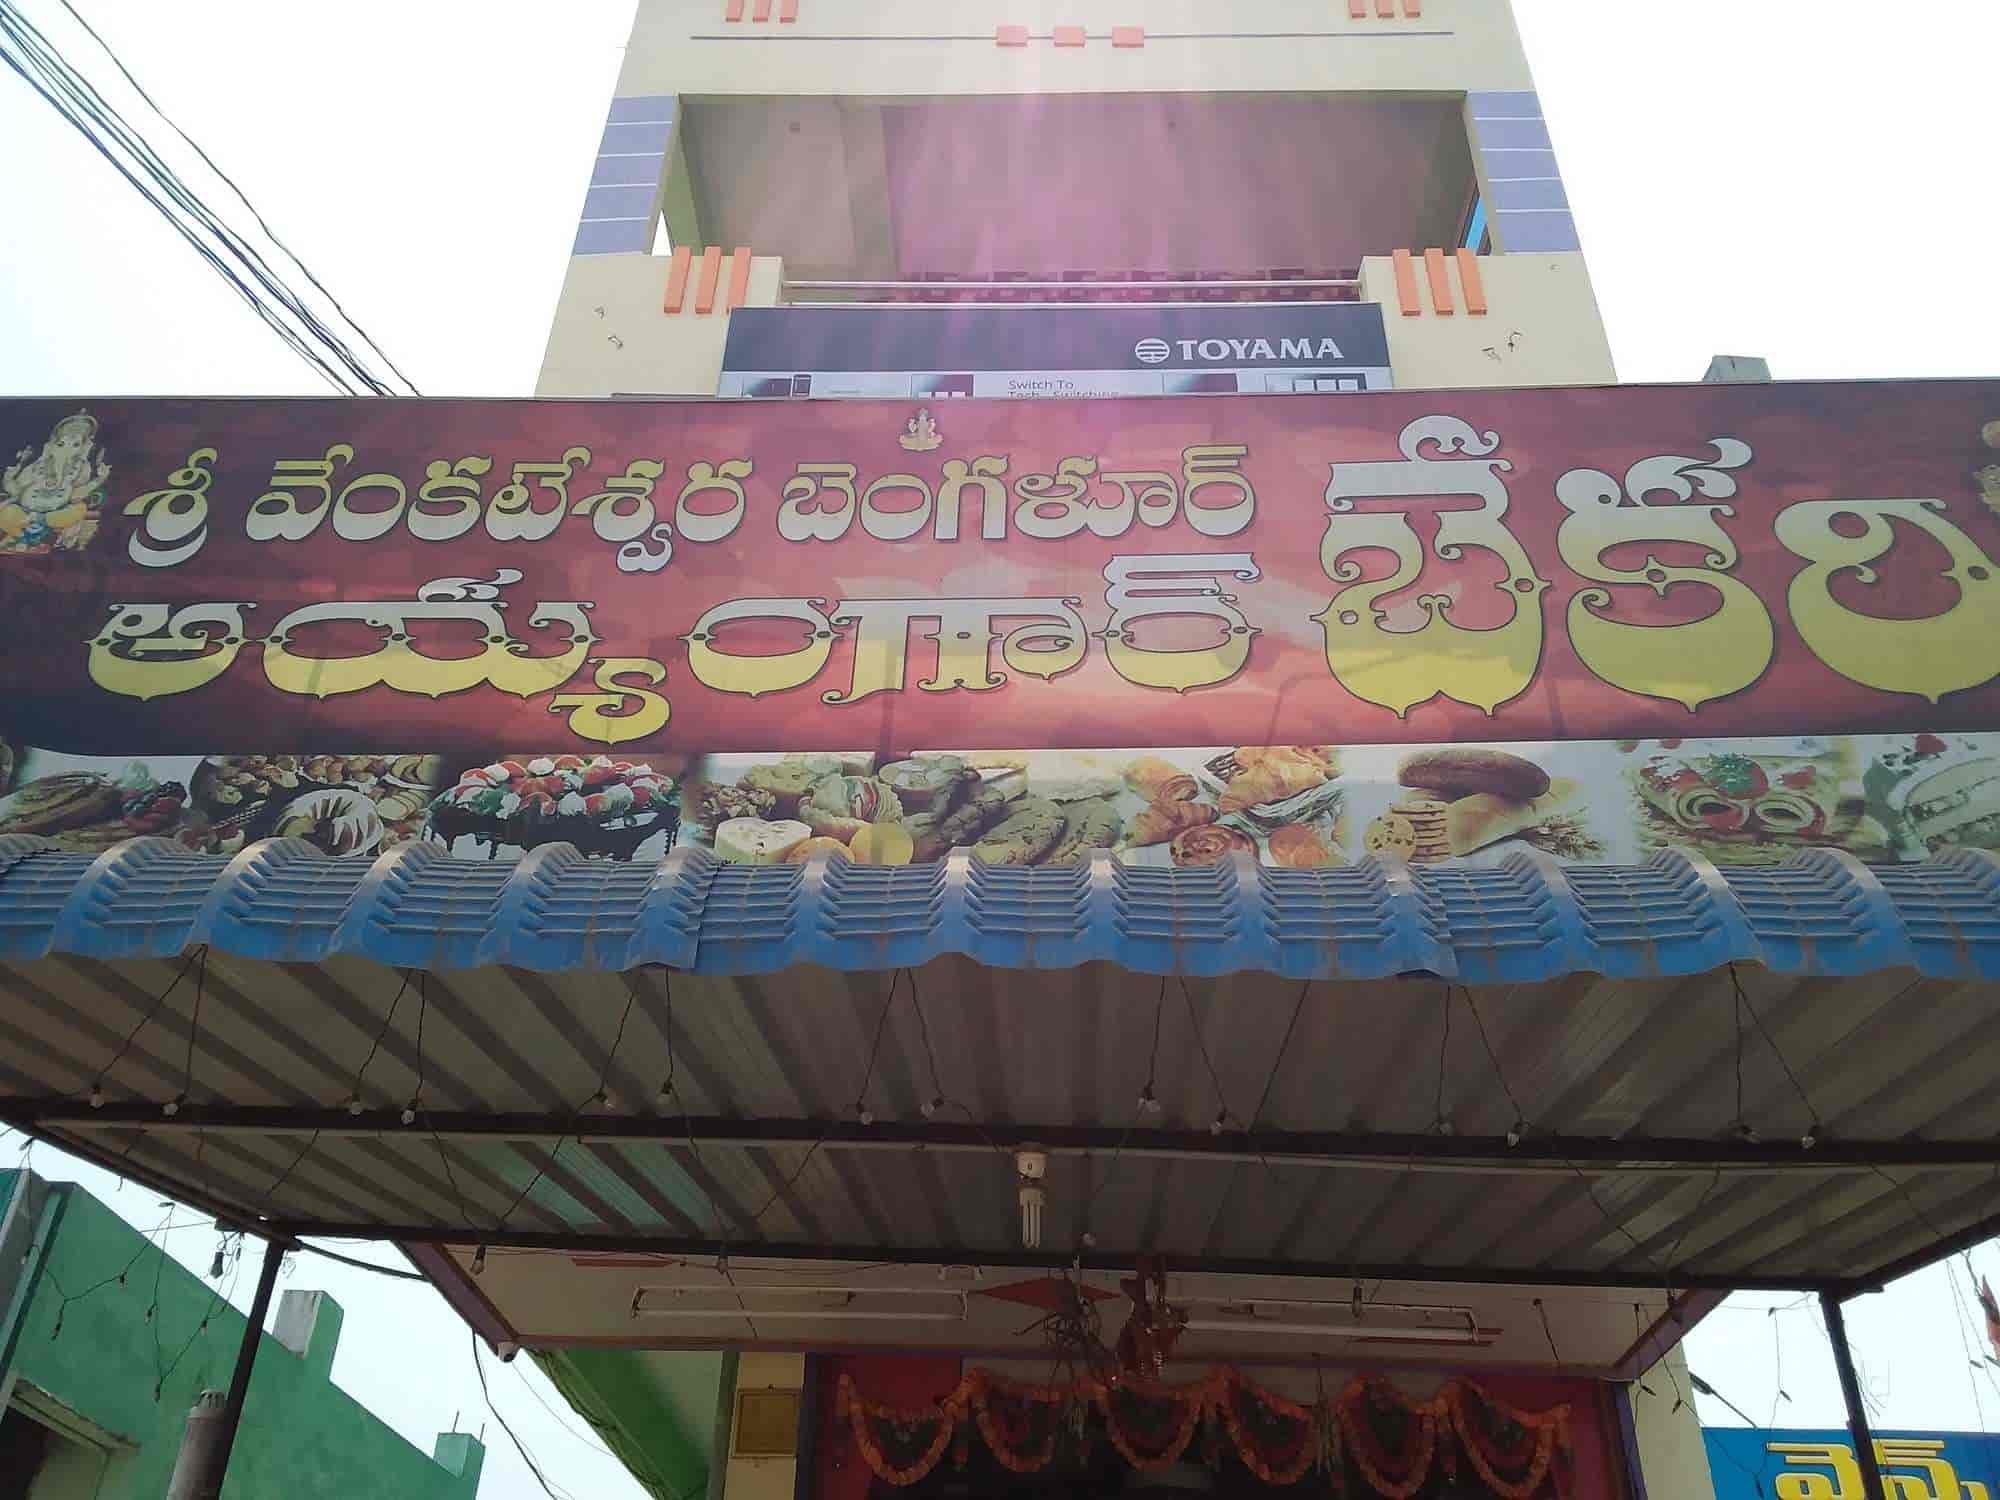 TOYAMA
Switch To
శ్రీ వేంకటేశ్వర బెంగళూర్
అయ్యంగార్ బేకరి